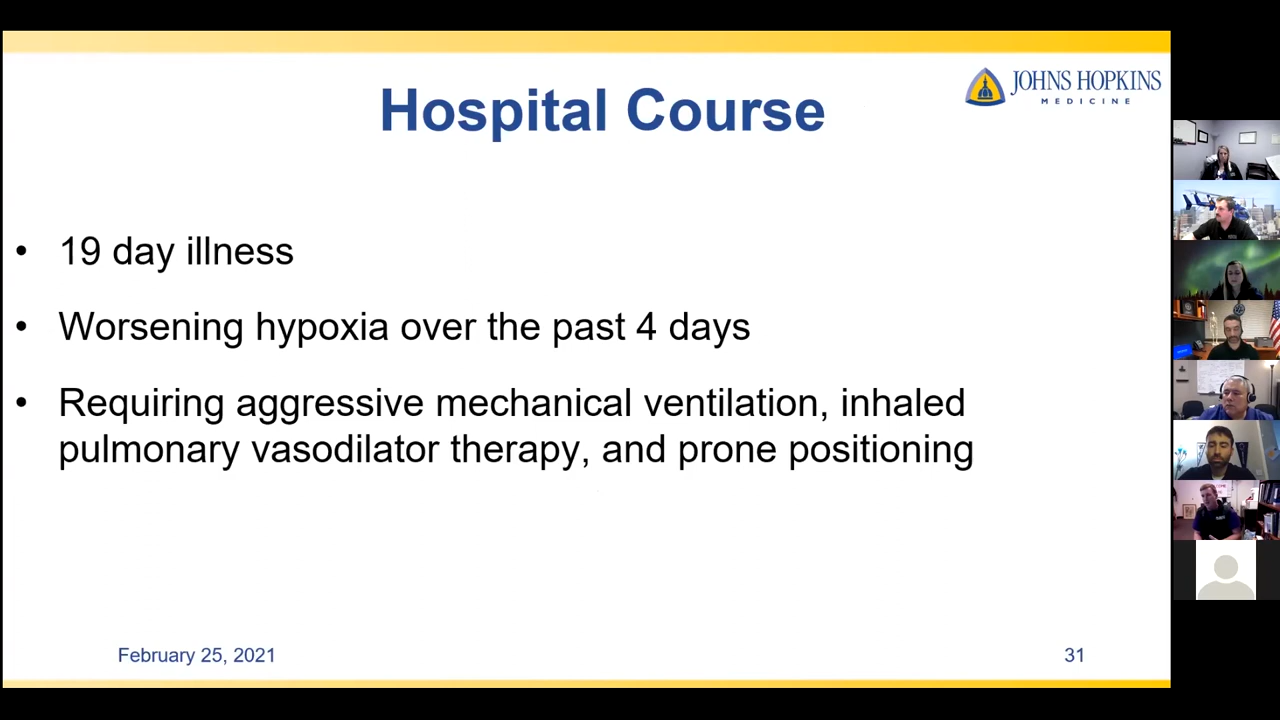 Hospital Course
JOHNS HOPKINS
MEDICINE
• 19 day illness
• Worsening hypoxia over the past 4 days
• Requiring aggressive mechanical ventilation, inhaled
pulmonary vasodilator therapy, and prone positioning
February 25, 2021
31